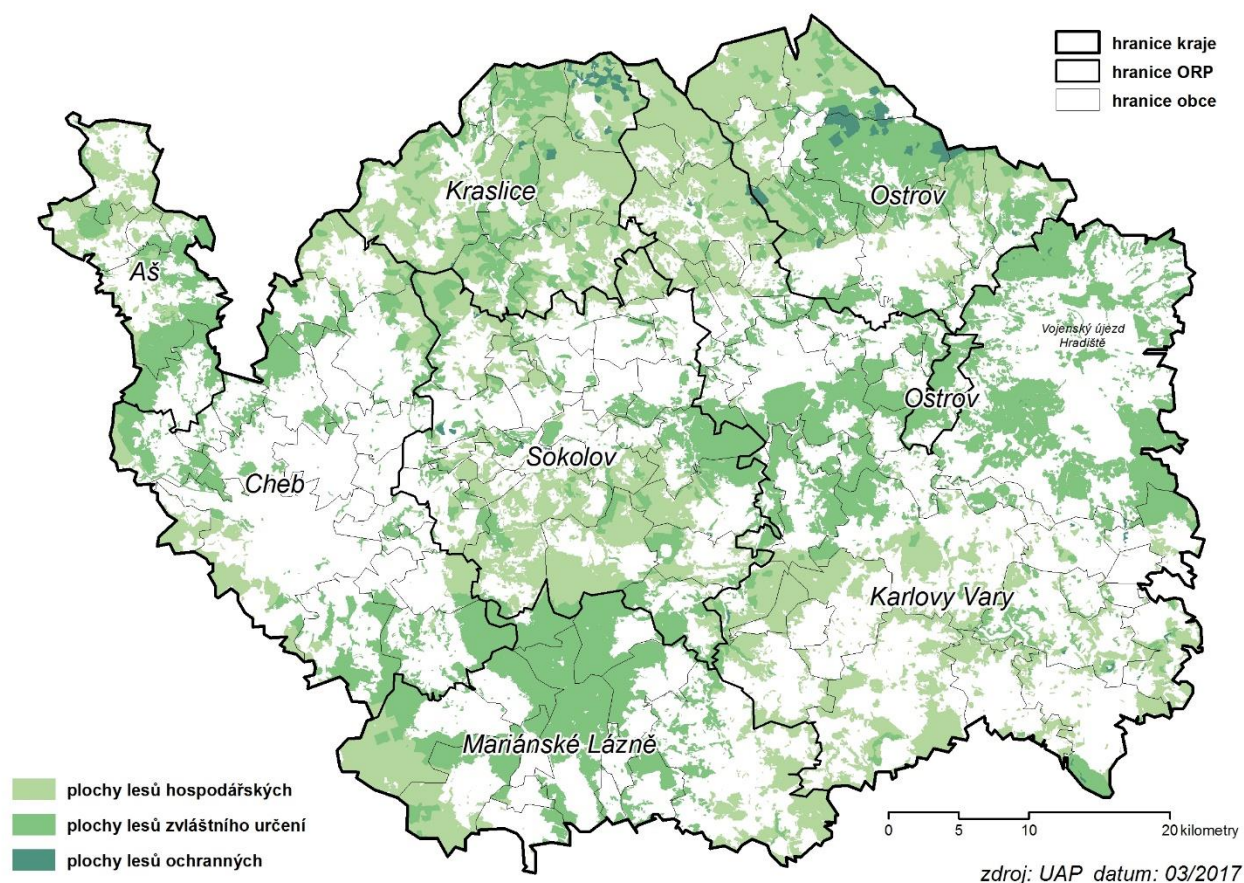 hranice kraje
hranice ORP
hranice obce
Kraslice
Ostrov
Aš
Vojenský újezd
Hradiště
Ostrov
Sokolov
Cheb
Karlovy Vary
Mariánské Lázně
plochy lesů hospodářských
plochy lesů zvláštního určení
plochy lesů ochranných
0 5 10 20 kilometry
zdroj: UAP datum: 03/2017